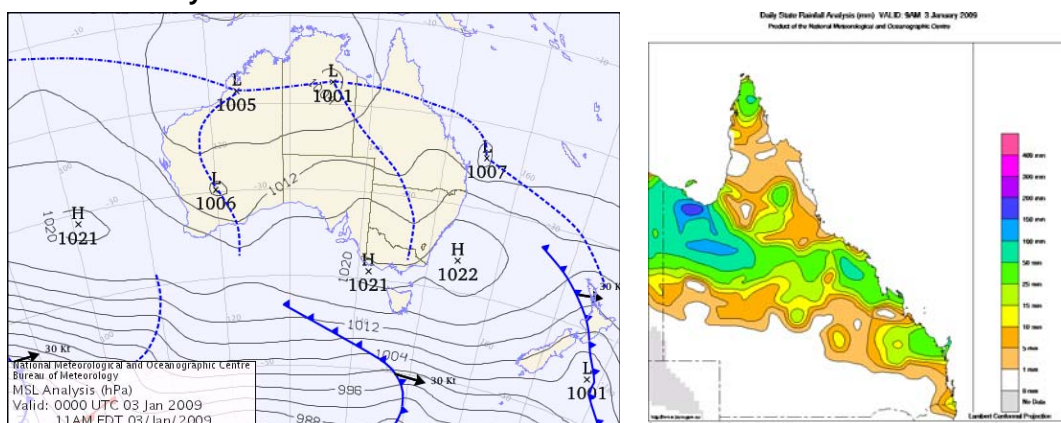 Daily State Rainfall Analysis (mm) VALID: 9AM 3 January 2009
Product of the National Meteorological and Oceanographic Centre
L
1005
L
1001
L
1007
L
1006
1012
H
1021
1020
H
1021
1020
H
1022
1012
1004
996
988
30 Kt
30 Kt
30 K
L
1001
National Meteorological and Oceanographic Centre
Bureau of Meteorology
MSL Analysis (hPa)
Valid: 0000 UTC 03 Jan 2009
11AM EDT 03/Jan/2009
400 mm
300 mm
200 mm
150 mm
100 mm
50 mm
25 mm
15 mm
10 mm
5 mm
1 mm
0 mm
No Data
Lambert Conformal Projection